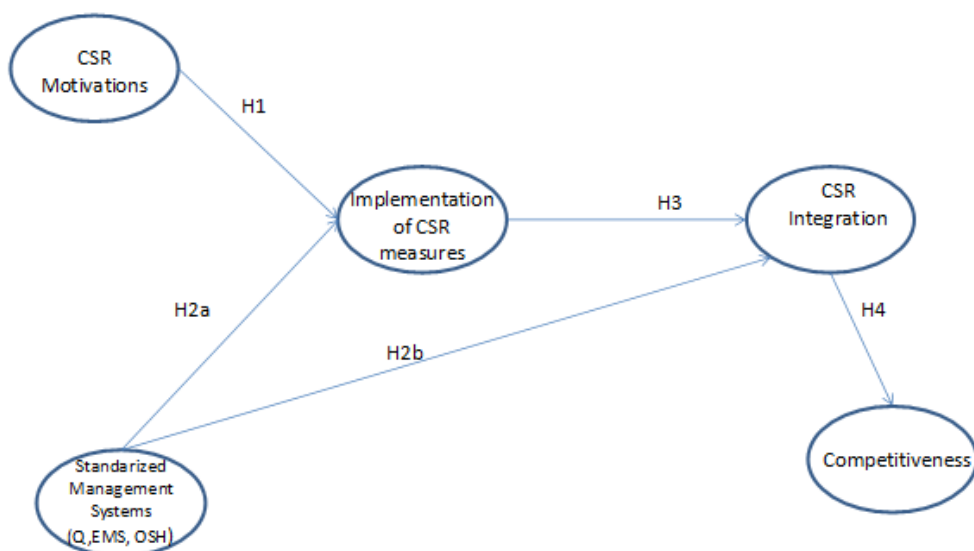 CSR
Motivations
H1
Implementation
of CSR
measures
H3
CSR
Integration
H2a
H2b
H4
Standarized
Management
Systems
(Q,EMS, OSH)
Competitiveness